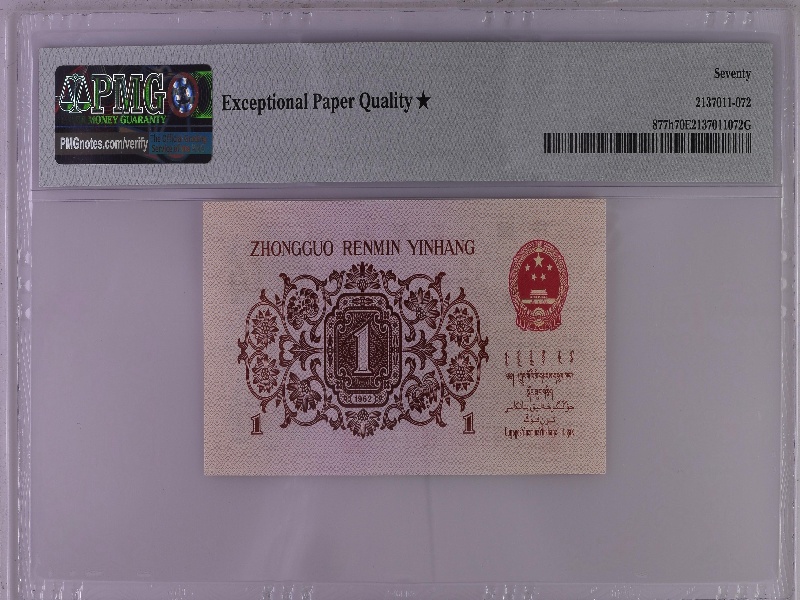 PMG
MONEY GUARANTY
PMGnotes.com/verify
Exceptional Paper Quality ★
Seventy
2137011-072
877h70E2137011072G
ZHONGGUO RENMIN YINHANG
1
1962
1
1